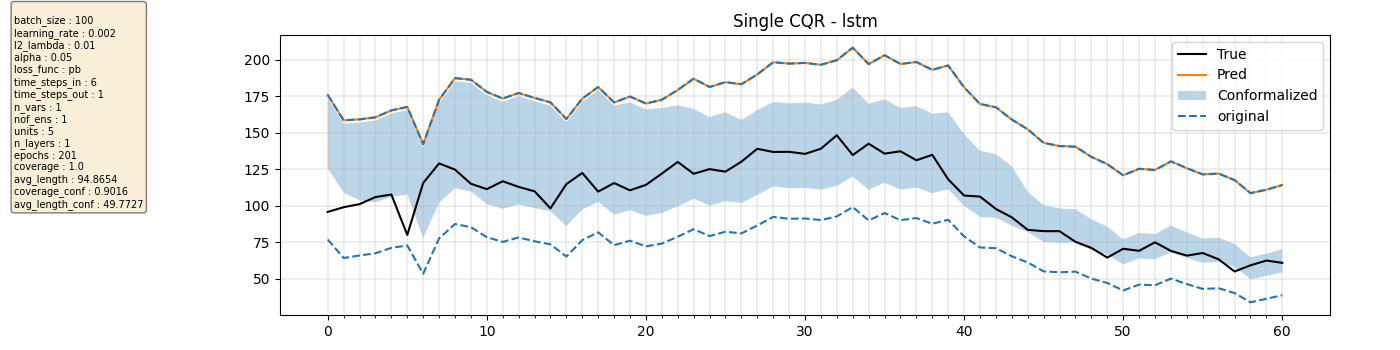 batch_size : 100
learning_rate : 0.002
l2_lambda : 0.01
alpha : 0.05
loss_func : pb
time_steps_in : 6
time_steps_out : 1
n_vars : 1
nof_ens : 1
units : 5
n_layers : 1
epochs : 201
coverage : 1.0
avg_length : 94.8654
coverage_conf : 0.9016
avg_length_conf : 49.7727
Single CQR - lstm
200
175
150
125
100
75
50
True
Pred
Conformalized
original
0 10 20 30 40 50 60